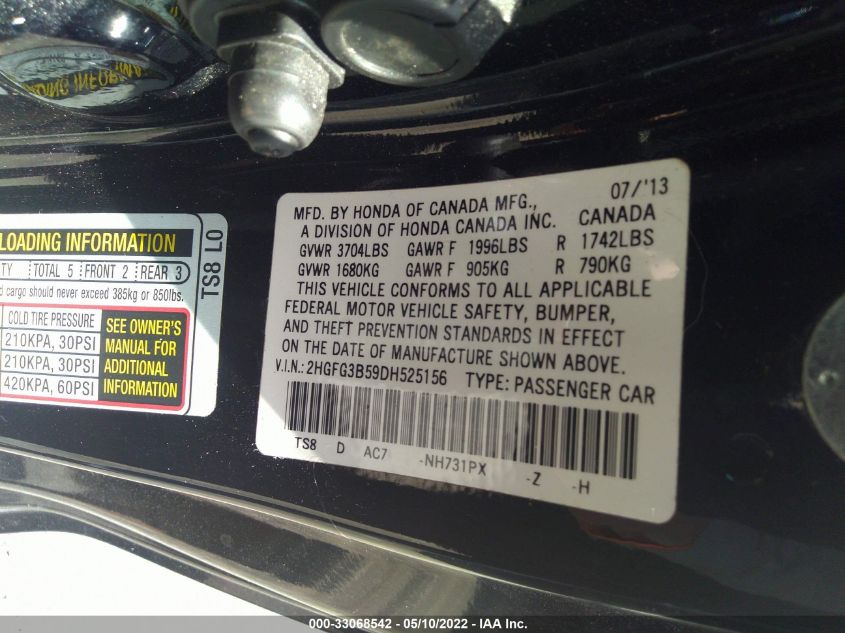 LOADING INFORMATION
TY TOTAL 5 FRONT 2 REAR 3
cargo should never exceed 385kg or 850lbs.
COLD TIRE PRESSURE
210KPA, 30PSI
210KPA, 30PSI
420KPA, 60PSI
SEE OWNER'S
MANUAL FOR
ADDITIONAL
INFORMATION
TS8 L0
07/'13
MFD. BY HONDA OF CANADA MFG.,
A DIVISION OF HONDA CANADA INC. CANADA
GVWR 3704LBS GAWR F 1996LBS R 1742LBS
GVWR 1680KG GAWR F 905KG R 790KG
THIS VEHICLE CONFORMS TO ALL APPLICABLE
FEDERAL MOTOR VEHICLE SAFETY, BUMPER,
AND THEFT PREVENTION STANDARDS IN EFFECT
ON THE DATE OF MANUFACTURE SHOWN ABOVE.
V.I.N.: 2HGFG3B59DH525156 TYPE: PASSENGER CAR
TS8 D AC7 -NH731PX -Z -H
000-33068542 - 05/10/2022 - IAA Inc.